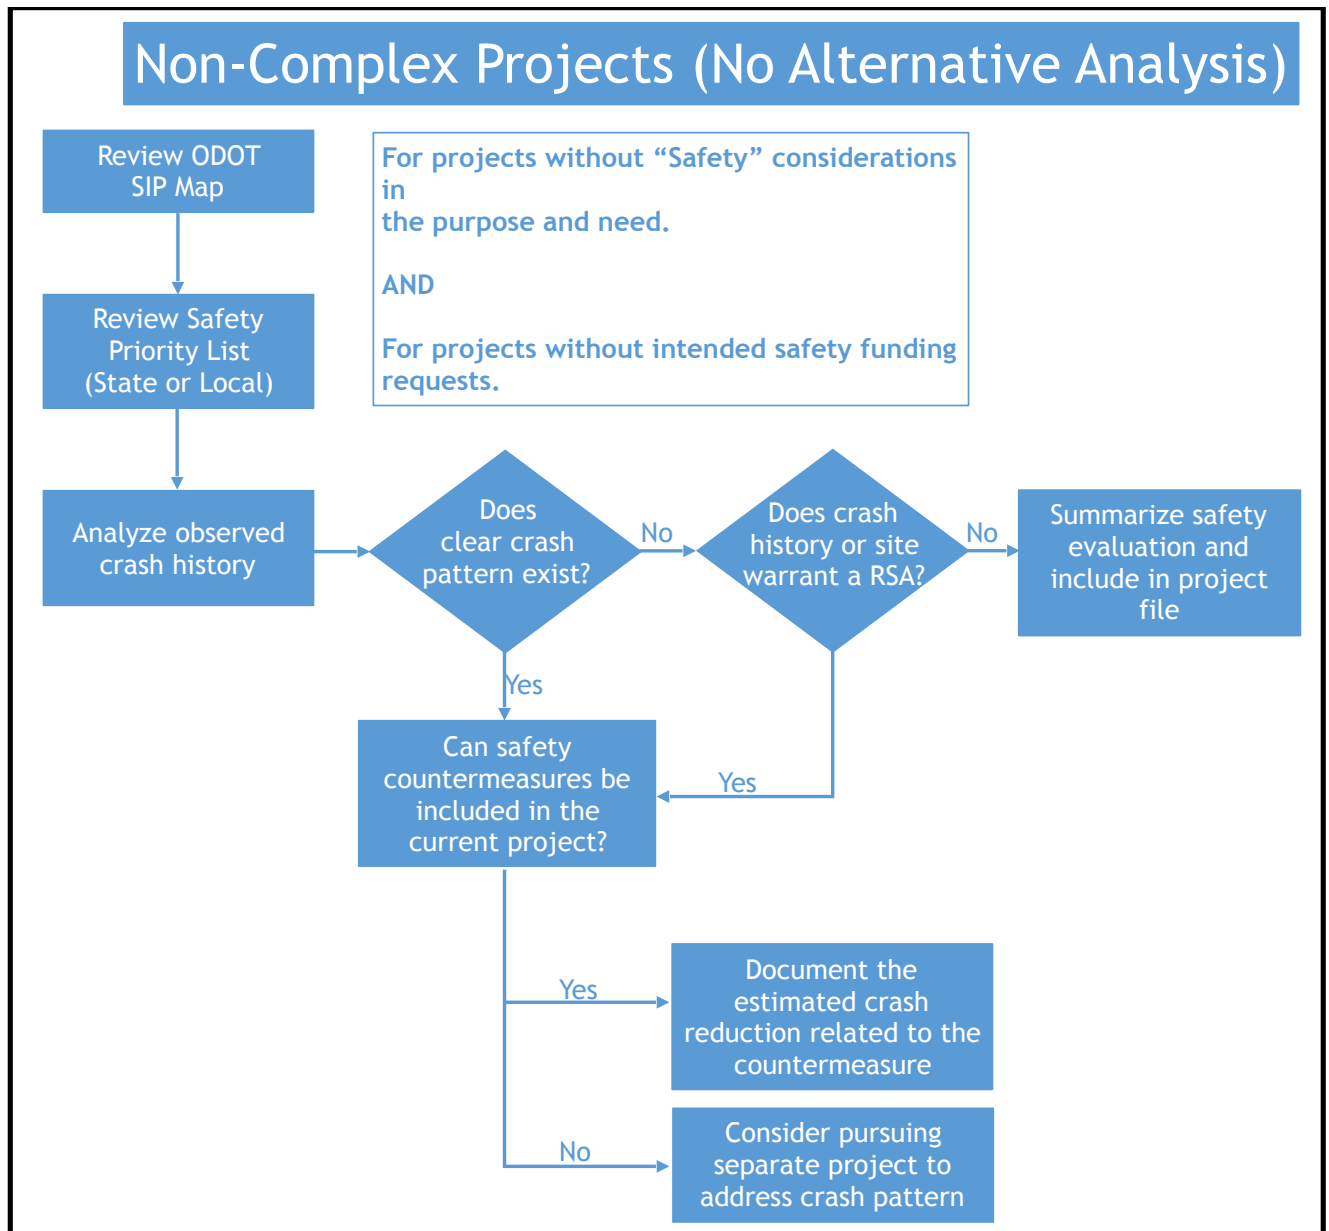 Non-Complex Projects (No Alternative Analysis)
Review ODOT
SIP Map
For projects without “Safety” considerations
in
the purpose and need.
AND
For projects without intended safety funding
requests.
Review Safety
Priority List
(State or Local)
Analyze observed
crash history
Does
clear crash
pattern exist?
No
Does crash
history or site
warrant a RSA?
No
Summarize safety
evaluation and
include in project
file
Yes
Can safety
countermeasures be
included in the
current project?
Yes
Yes
Document the
estimated crash
reduction related to the
countermeasure
No
Consider pursuing
separate project to
address crash pattern